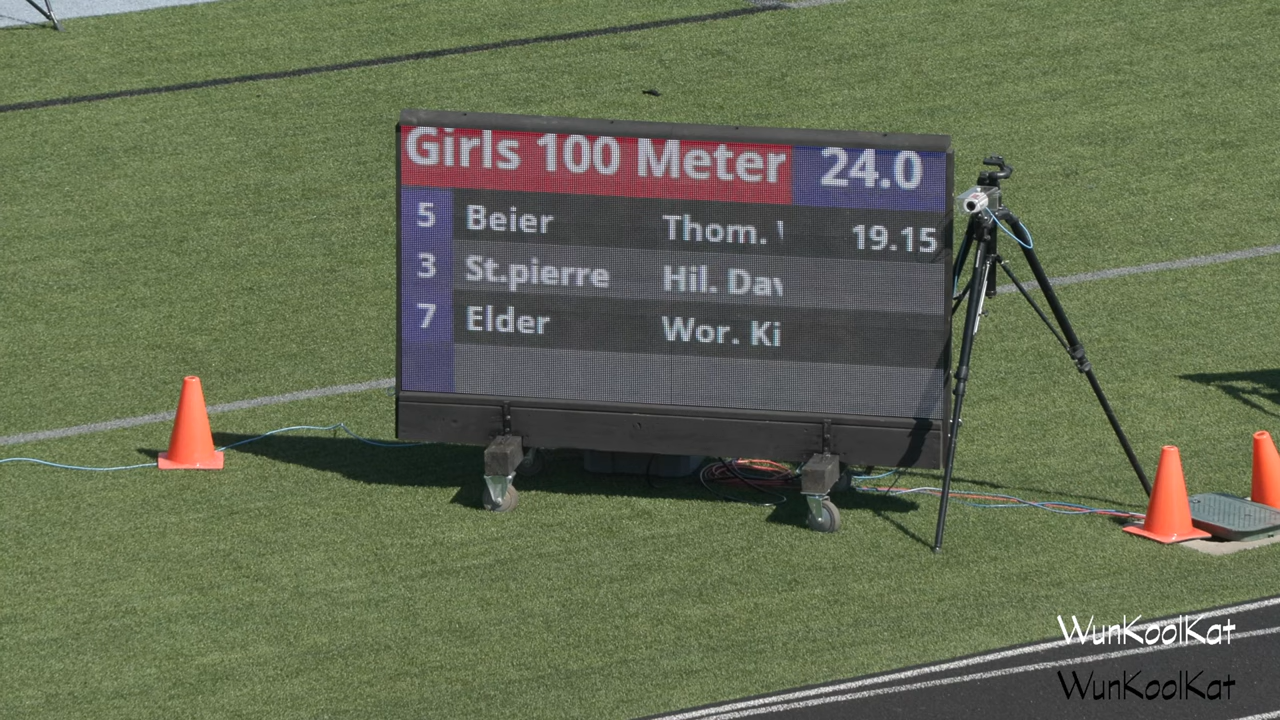 Girls 100 Meter 24.0
5 Beier Thom. 19.15
3 St.pierre Hil. Dav
7 Elder Wor. Ki
WunKoolKat
WunKoolKat